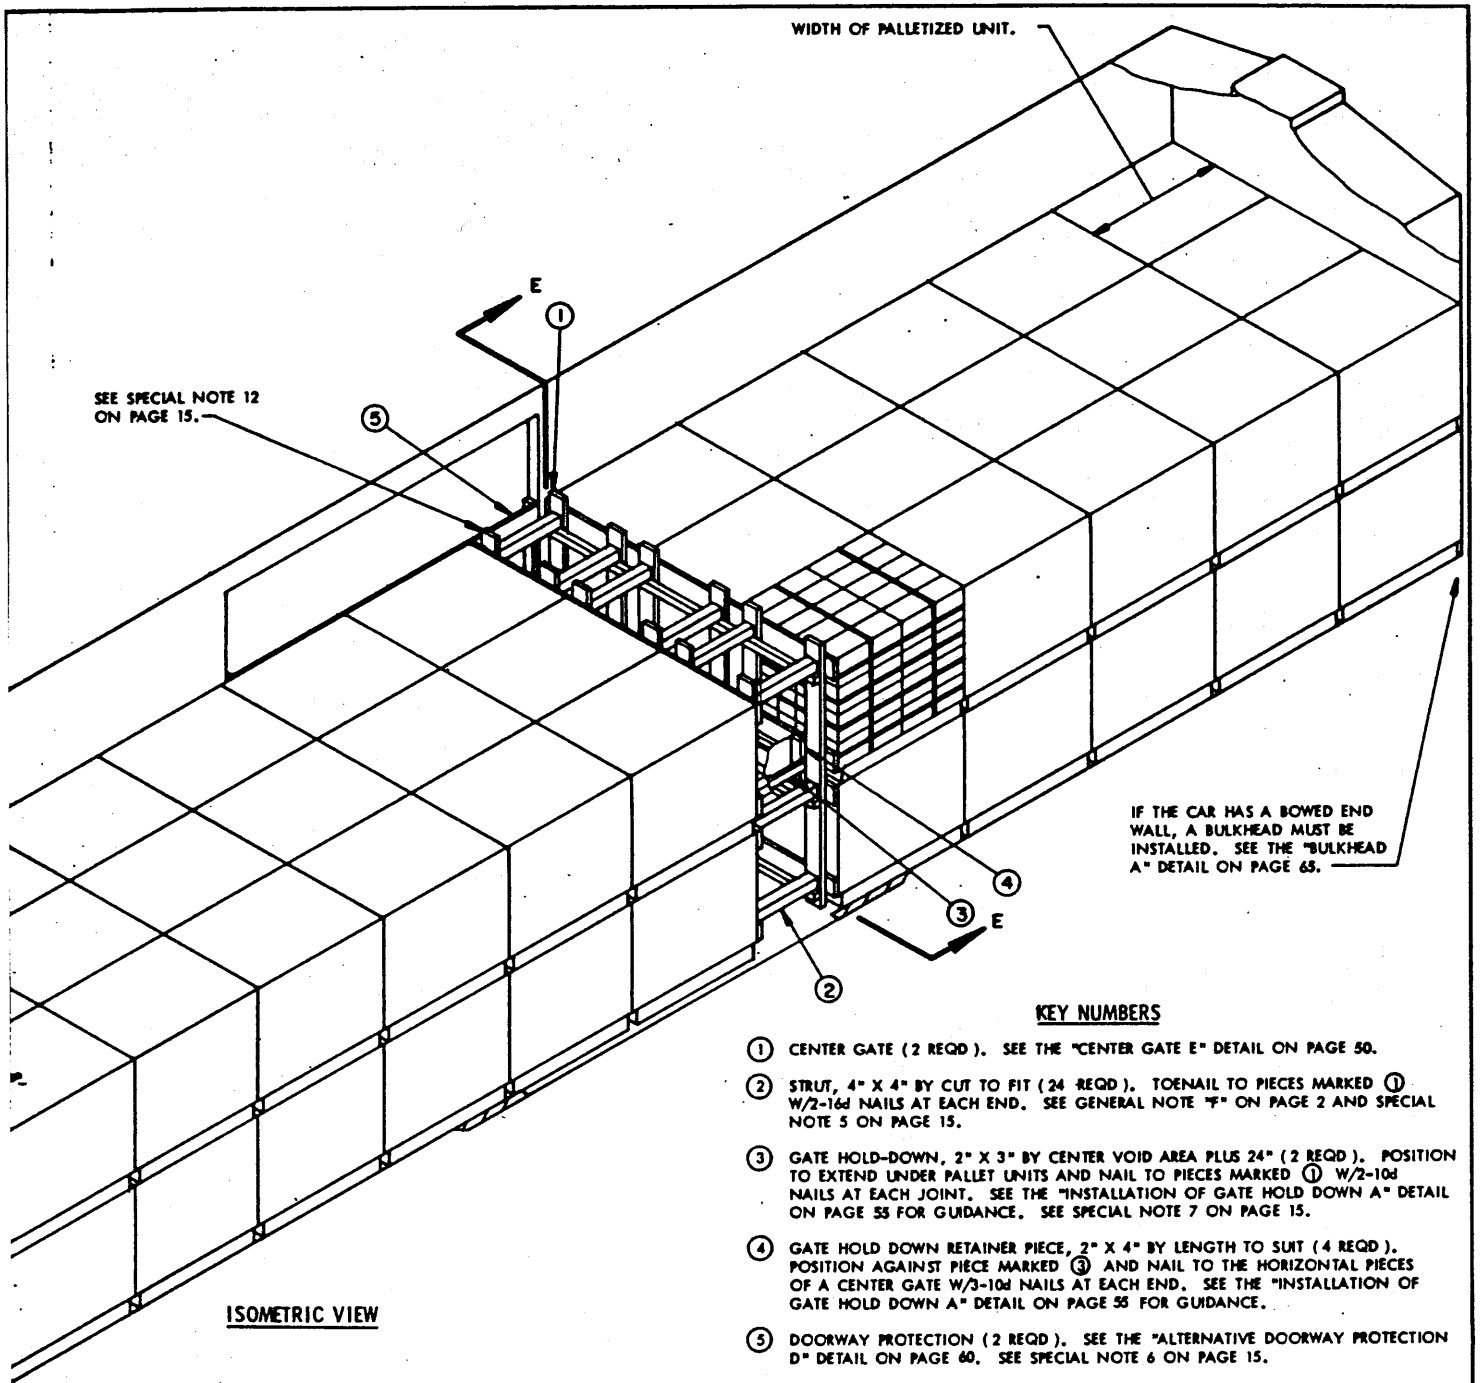 WIDTH OF PALLETIZED UNIT.
E
1
SEE SPECIAL NOTE 12
ON PAGE 15.
5
IF THE CAR HAS A BOWED END
WALL, A BULKHEAD MUST BE
INSTALLED. SEE THE "BULKHEAD
A" DETAIL ON PAGE 65.
4
3
E
2
KEY NUMBERS
1 CENTER GATE (2 REQD). SEE THE "CENTER GATE E" DETAIL ON PAGE 50.
2 STRUT, 4" X 4" BY CUT TO FIT (24 REQD). TOENAIL TO PIECES MARKED 1
W/2-16d NAILS AT EACH END. SEE GENERAL NOTE "F" ON PAGE 2 AND SPECIAL
NOTE 5 ON PAGE 15.
3 GATE HOLD-DOWN, 2" X 3" BY CENTER VOID AREA PLUS 24" (2 REQD). POSITION
TO EXTEND UNDER PALLET UNITS AND NAIL TO PIECES MARKED 1 W/2-10d
NAILS AT EACH JOINT. SEE THE "INSTALLATION OF GATE HOLD DOWN A" DETAIL
ON PAGE 55 FOR GUIDANCE. SEE SPECIAL NOTE 7 ON PAGE 15.
4 GATE HOLD DOWN RETAINER PIECE, 2" X 4" BY LENGTH TO SUIT (4 REQD).
POSITION AGAINST PIECE MARKED 3 AND NAIL TO THE HORIZONTAL PIECES
OF A CENTER GATE W/3-10d NAILS AT EACH END. SEE THE "INSTALLATION OF
GATE HOLD DOWN A" DETAIL ON PAGE 55 FOR GUIDANCE.
5 DOORWAY PROTECTION (2 REQD). SEE THE "ALTERNATIVE DOORWAY PROTECTION
D" DETAIL ON PAGE 60. SEE SPECIAL NOTE 6 ON PAGE 15.
ISOMETRIC VIEW